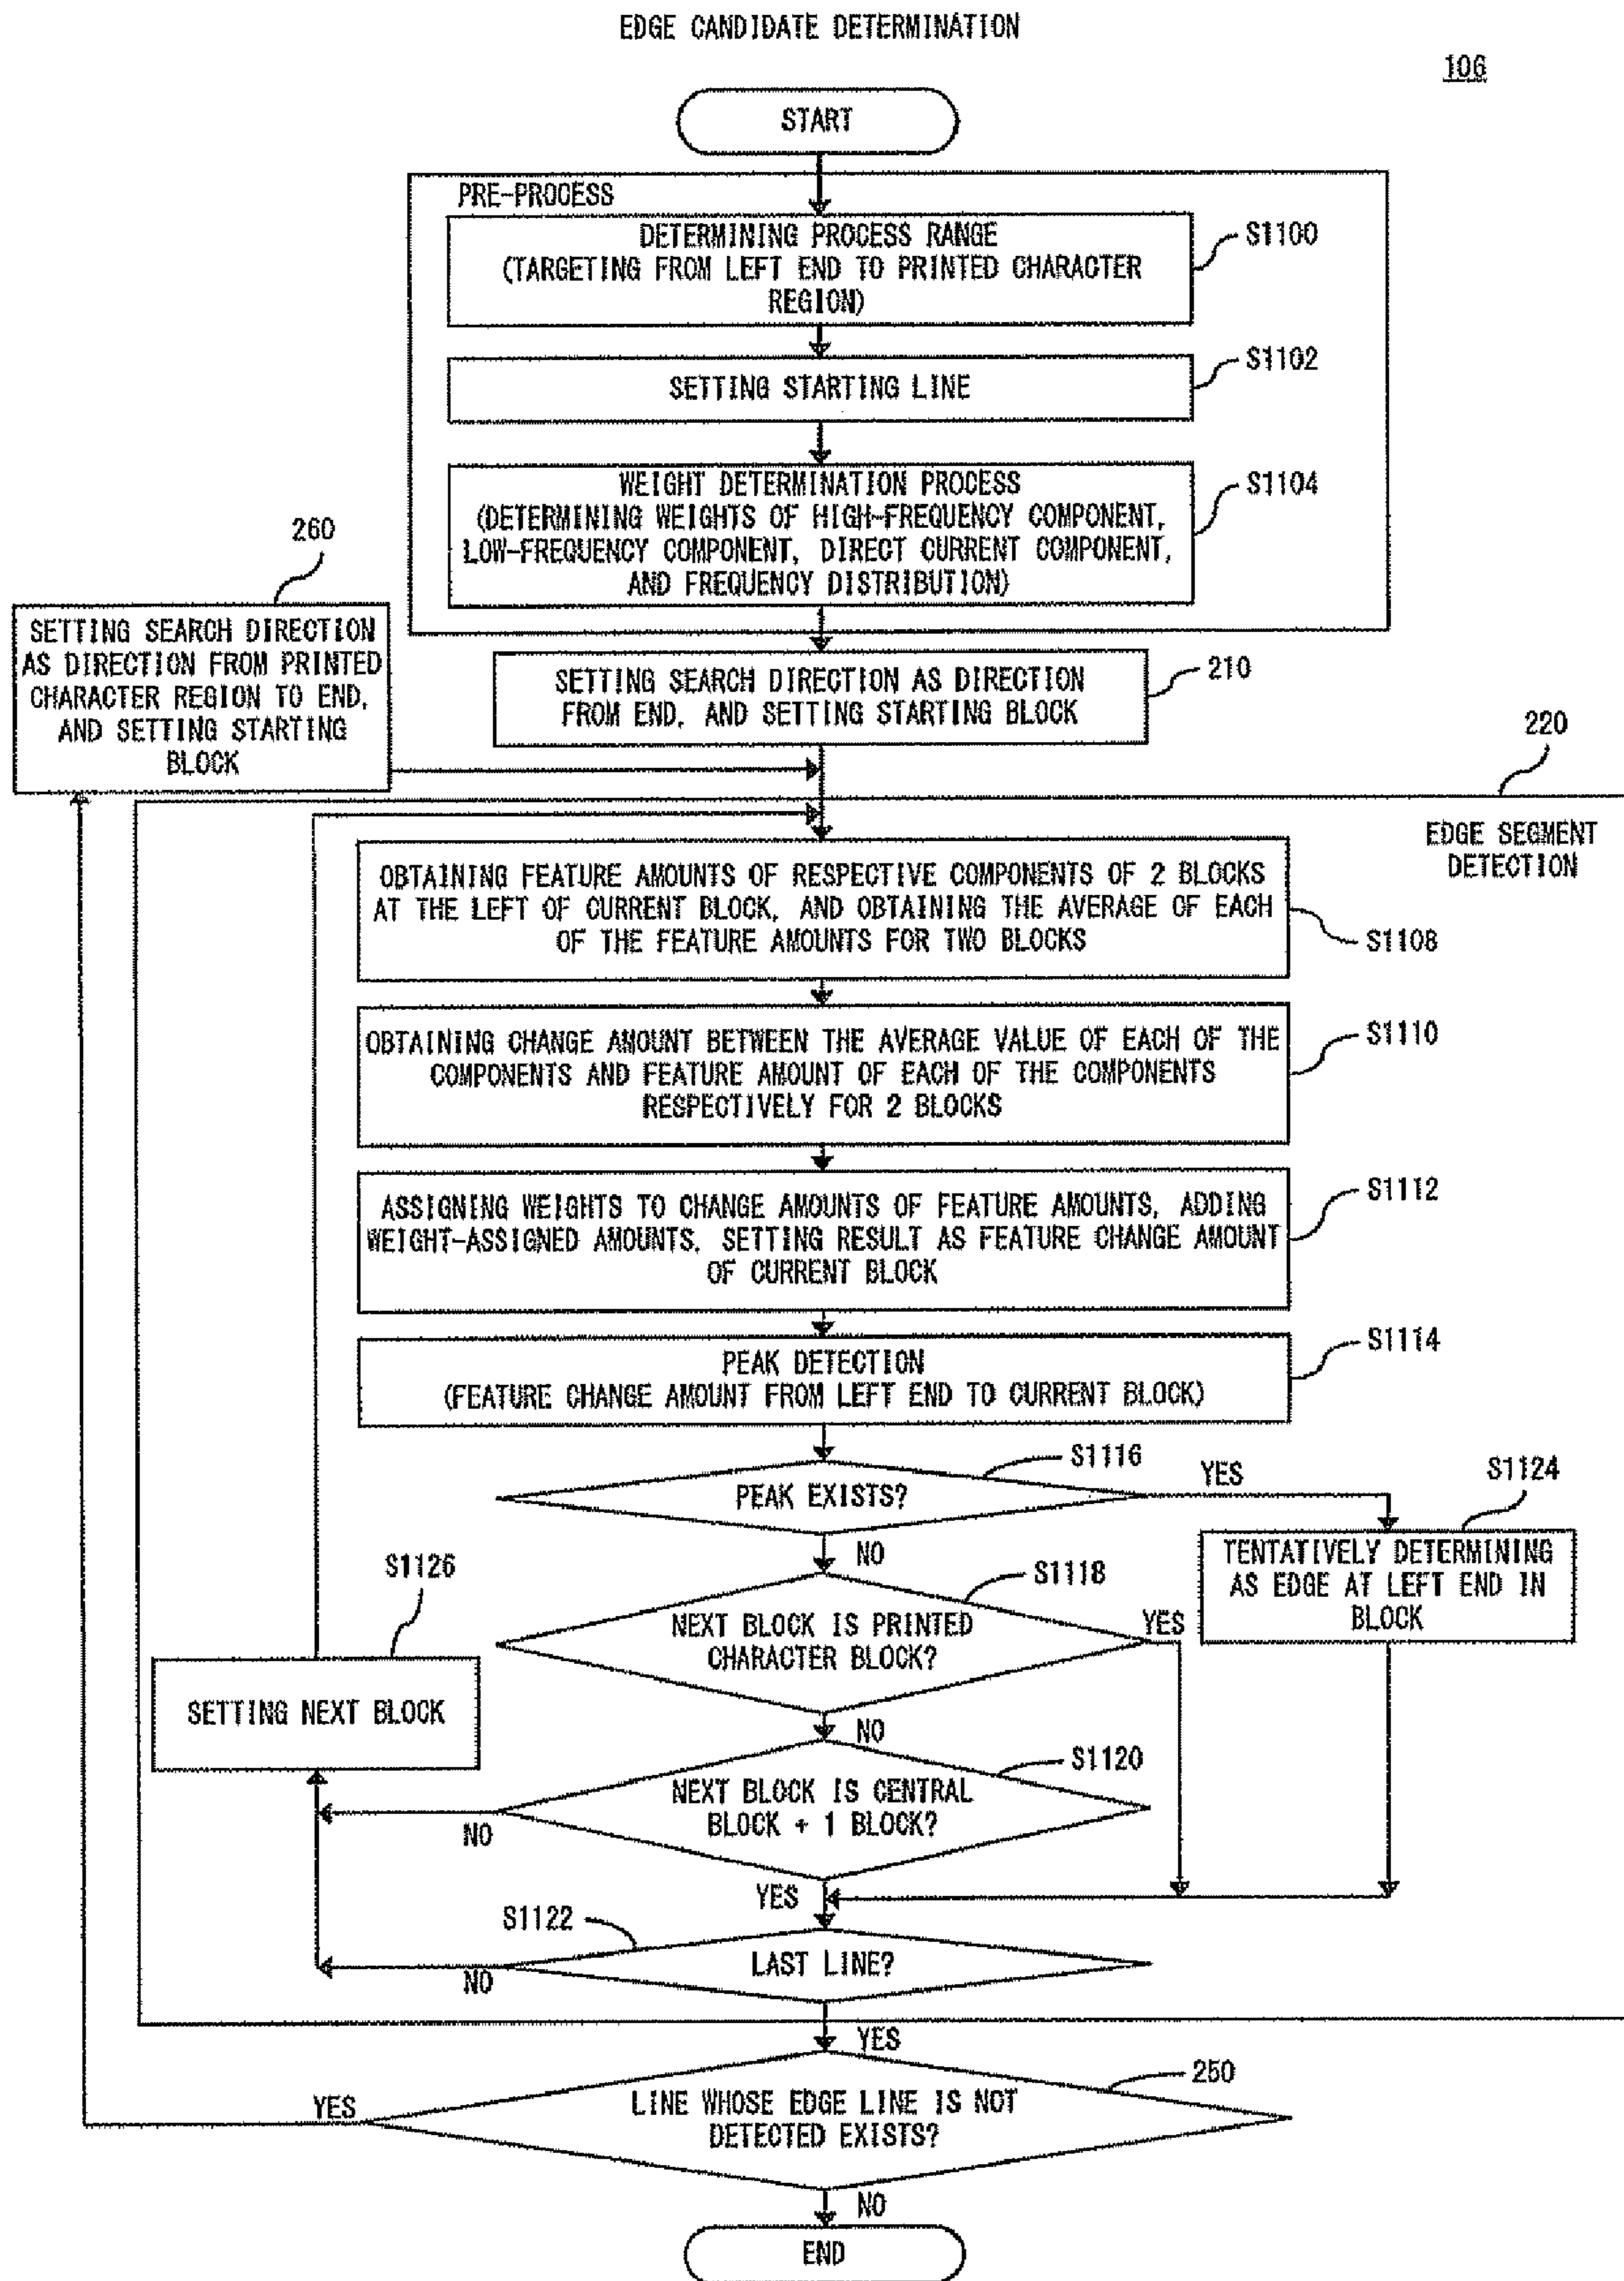 EDGE CANDIDATE DETERMINATION
106
START
PRE-PROCESS
DETERMINING PROCESS RANGE
(TARGETING FROM LEFT END TO PRINTED CHARACTER
REGION)
S1100
SETTING STARTING LINE
S1102
WEIGHT DETERMINATION PROCESS
(DETERMINING WEIGHTS OF HIGH-FREQUENCY COMPONENT,
LOW-FREQUENCY COMPONENT, DIRECT CURRENT COMPONENT,
AND FREQUENCY DISTRIBUTION)
S1104
260
SETTING SEARCH DIRECTION
AS DIRECTION FROM PRINTED
CHARACTER REGION TO END,
AND SETTING STARTING
BLOCK
SETTING SEARCH DIRECTION AS DIRECTION
FROM END, AND SETTING STARTING BLOCK
210
220
EDGE SEGMENT
DETECTION
OBTAINING FEATURE AMOUNTS OF RESPECTIVE COMPONENTS OF 2 BLOCKS
AT THE LEFT OF CURRENT BLOCK, AND OBTAINING THE AVERAGE OF EACH
OF THE FEATURE AMOUNTS FOR TWO BLOCKS
S1108
OBTAINING CHANGE AMOUNT BETWEEN THE AVERAGE VALUE OF EACH OF THE
COMPONENTS AND FEATURE AMOUNT OF EACH OF THE COMPONENTS
RESPECTIVELY FOR 2 BLOCKS
S1110
ASSIGNING WEIGHTS TO CHANGE AMOUNTS OF FEATURE AMOUNTS, ADDING
WEIGHT-ASSIGNED AMOUNTS, SETTING RESULT AS FEATURE CHANGE AMOUNT
OF CURRENT BLOCK
S1112
PEAK DETECTION
(FEATURE CHANGE AMOUNT FROM LEFT END TO CURRENT BLOCK)
S1114
PEAK EXISTS?
S1116
YES
NO
S1124
TENTATIVELY DETERMINING
AS EDGE AT LEFT END IN
BLOCK
S1126
SETTING NEXT BLOCK
NEXT BLOCK IS PRINTED
CHARACTER BLOCK?
S1118
YES
NO
NEXT BLOCK IS CENTRAL
BLOCK + 1 BLOCK?
S1120
NO
YES
S1122
LAST LINE?
NO
YES
LINE WHOSE EDGE LINE IS NOT
DETECTED EXISTS?
250
YES
NO
END